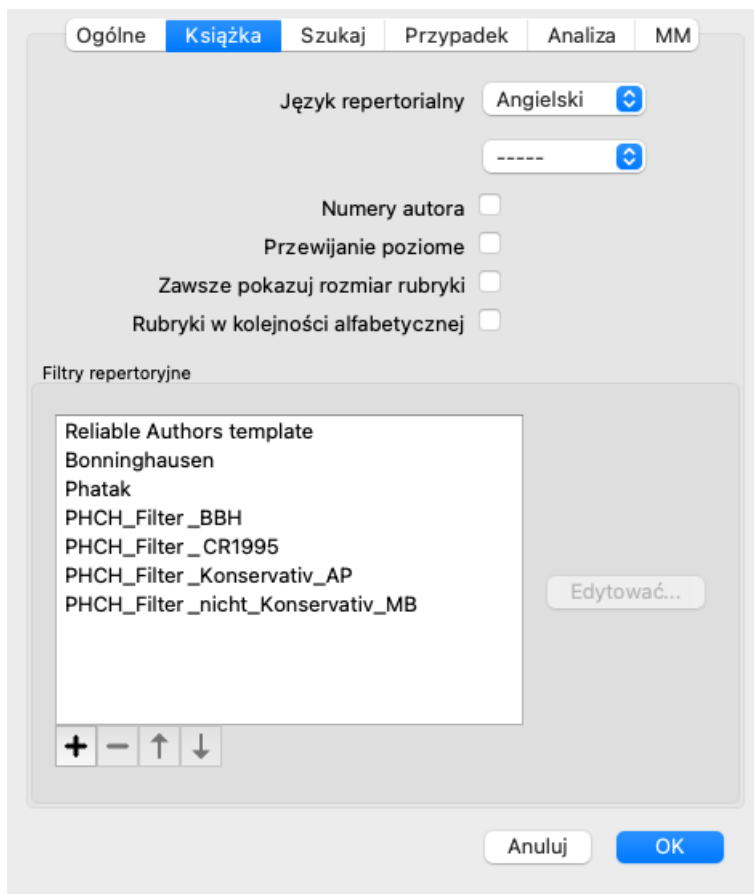 Ogólne Książka Szukaj Przypadek Analiza MM
Język repertorialny Angielski
-----
Numery autora
Przewijanie poziome
Zawsze pokazuj rozmiar rubryki
Rubryki w kolejności alfabetycznej
Filtry repertoryjne
Reliable Authors template
Bonninghausen
Phatak
PHCH_Filter_BBH
PHCH_Filter_CR1995
PHCH_Filter_Konservativ_AP
PHCH_Filter_nicht_Konservativ_MB
Edytować...
Anuluj OK